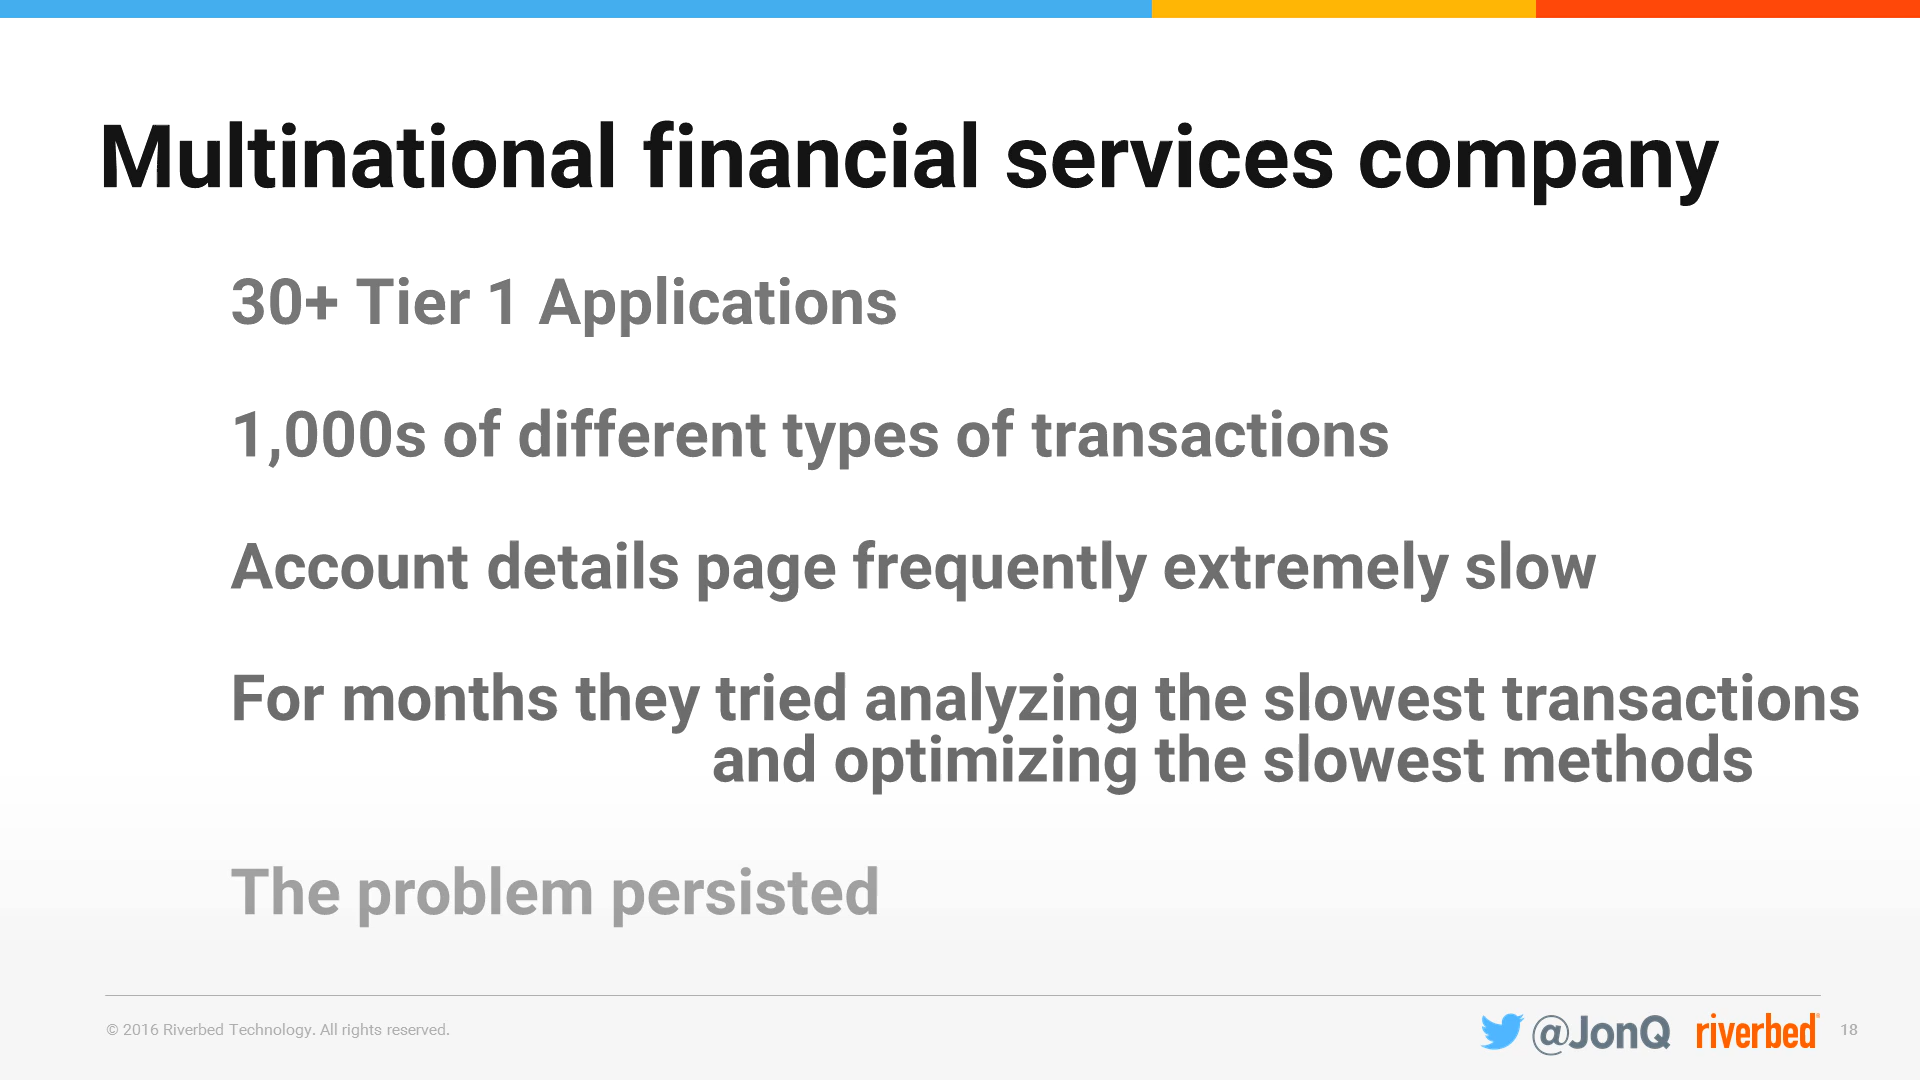 Multinational financial services company
30+ Tier 1 Applications
1,000s of different types of transactions
Account details page frequently extremely slow
For months they tried analyzing the slowest transactions
and optimizing the slowest methods
The problem persisted
© 2016 Riverbed Technology. All rights reserved.
@JonQ
riverbed
18